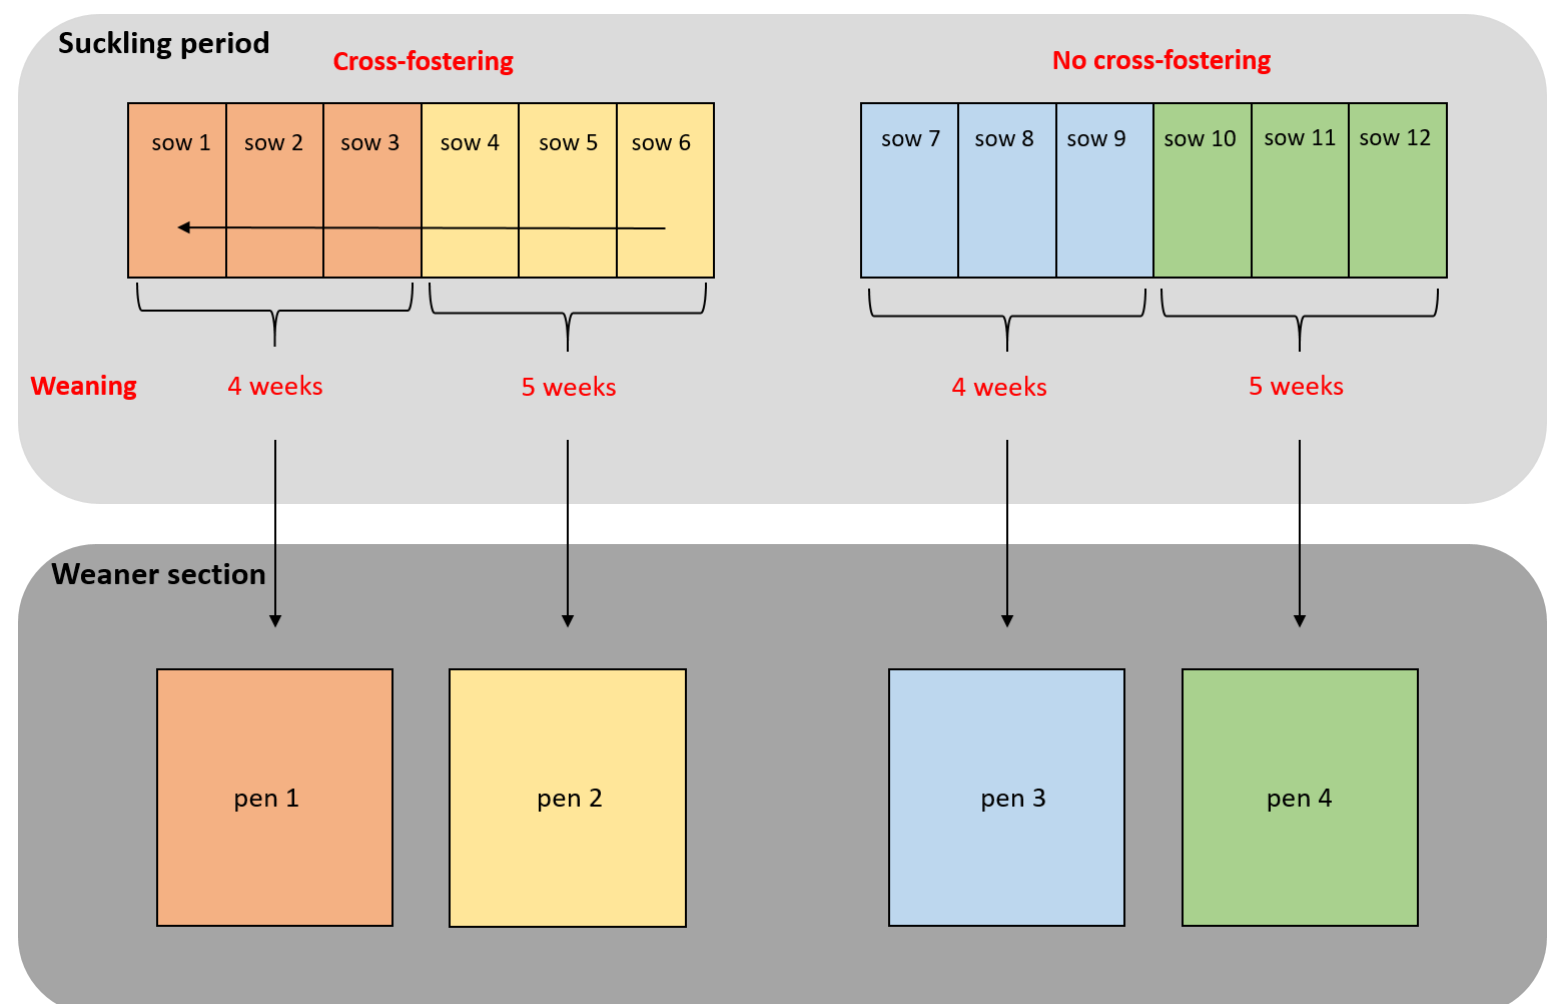 Suckling period
Cross-fostering
No cross-fostering
sow 1
sow 2
sow 3
sow 4
sow 5
sow 6
sow 7
sow 8
sow 9
sow 10
sow 11
sow 12
Weaning
4 weeks
5 weeks
4 weeks
5 weeks
Weaner section
pen 1
pen 2
pen 3
pen 4